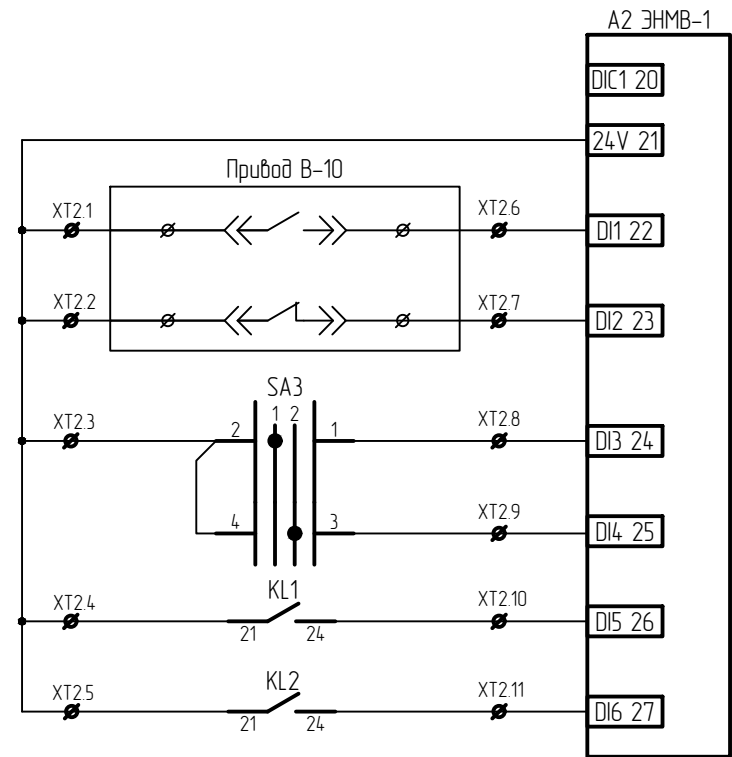 А2 ЭНМВ-1
DIC1 20
24V 21
Привод В-10
XT2.1
XT2.6
DI1 22
XT2.2
XT2.7
DI2 23
SA3
1 2
XT2.3
2
1
XT2.8
DI3 24
4
3
XT2.9
DI4 25
KL1
XT2.4
21
24
XT2.10
DI5 26
KL2
XT2.5
21
24
XT2.11
DI6 27